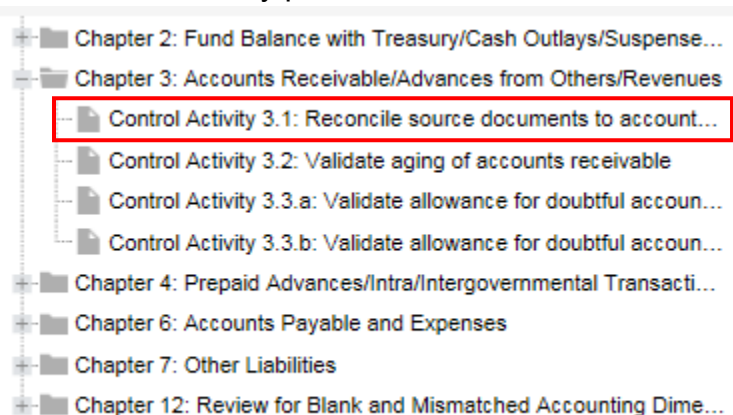 Chapter 2: Fund Balance with Treasury/Cash Outlays/Suspense...
Chapter 3: Accounts Receivable/Advances from Others/Revenues
Control Activity 3.1: Reconcile source documents to account...
Control Activity 3.2: Validate aging of accounts receivable
Control Activity 3.3.a: Validate allowance for doubtful accoun...
Control Activity 3.3.b: Validate allowance for doubtful accoun...
Chapter 4: Prepaid Advances/Intra/Intergovernmental Transacti...
Chapter 6: Accounts Payable and Expenses
Chapter 7: Other Liabilities
Chapter 12: Review for Blank and Mismatched Accounting Dime...